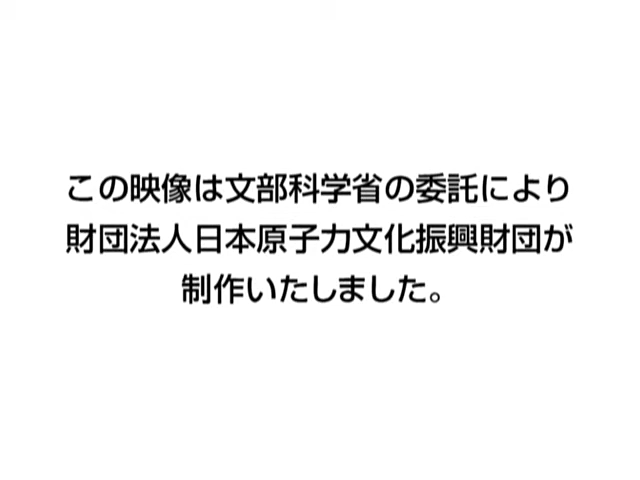 この映像は文部科学省の委託により
財団法人日本原子力文化振興財団が
制作いたしました。